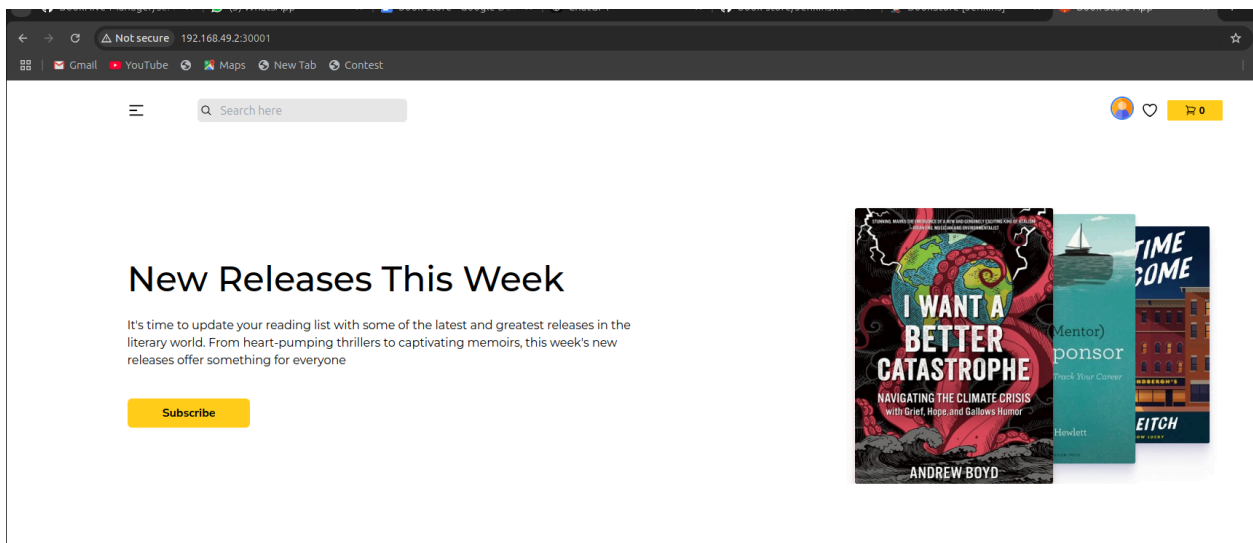 Not secure 192.168.49.2:30001
Gmail YouTube Maps New Tab Contest
Search here
0
New Releases This Week
It's time to update your reading list with some of the latest and greatest releases in the
literary world. From heart-pumping thrillers to captivating memoirs, this week's new
releases offer something for everyone
Subscribe
I WANT A
BETTER
CATASTROPHE
NAVIGATING THE CLIMATE CRISIS
with Grief, Hope, and Gallows Humor
ANDREW BOYD
Mentor)
ponsor
Track Your Career
Hewlett
TIME
COME
EITCH